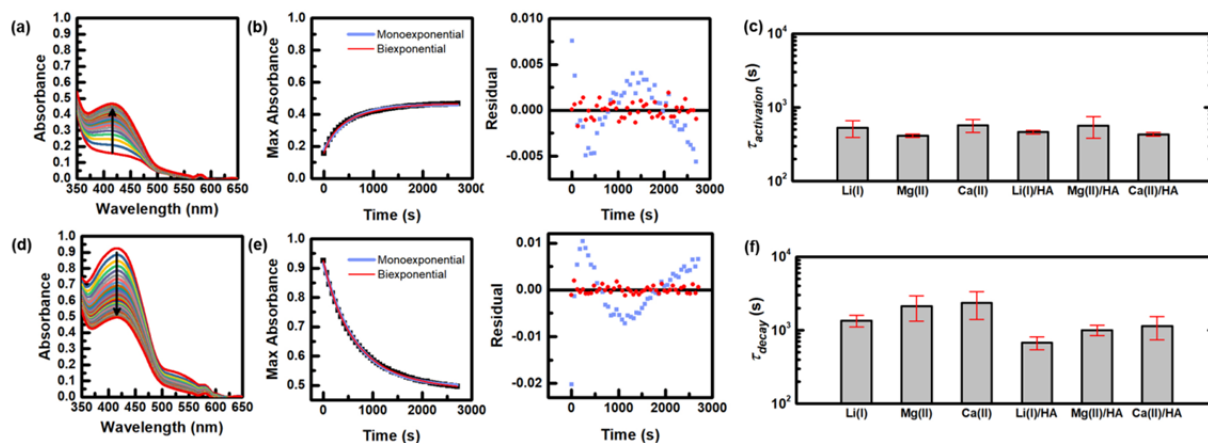 (a)
1.0
0.9
0.8
0.7
0.6
0.5
0.4
0.3
0.2
0.1
0.0
Absorbance
350 400 450 500 550 600 650
Wavelength (nm)
(b)
1.0
0.8
0.6
0.4
0.2
0.0
Max Absorbance
Monoexponential
Biexponential
0 1000 2000 3000
Time (s)
0.010
0.005
0.000
-0.005
Residual
0 1000 2000 3000
Time (s)
(c)
10⁴
10³
10²
τactivation (s)
Li(I) Mg(II) Ca(II) Li(I)/HA Mg(II)/HA Ca(II)/HA
(d)
1.0
0.9
0.8
0.7
0.6
0.5
0.4
0.3
0.2
0.1
0.0
Absorbance
350 400 450 500 550 600 650
Wavelength (nm)
(e)
1.0
0.9
0.8
0.7
0.6
0.5
Max Absorbance
Monoexponential
Biexponential
0 1000 2000 3000
Time (s)
0.01
0.00
-0.01
-0.02
Residual
0 1000 2000 3000
Time (s)
(f)
10⁴
10³
10²
τdecay (s)
Li(I) Mg(II) Ca(II) Li(I)/HA Mg(II)/HA Ca(II)/HA